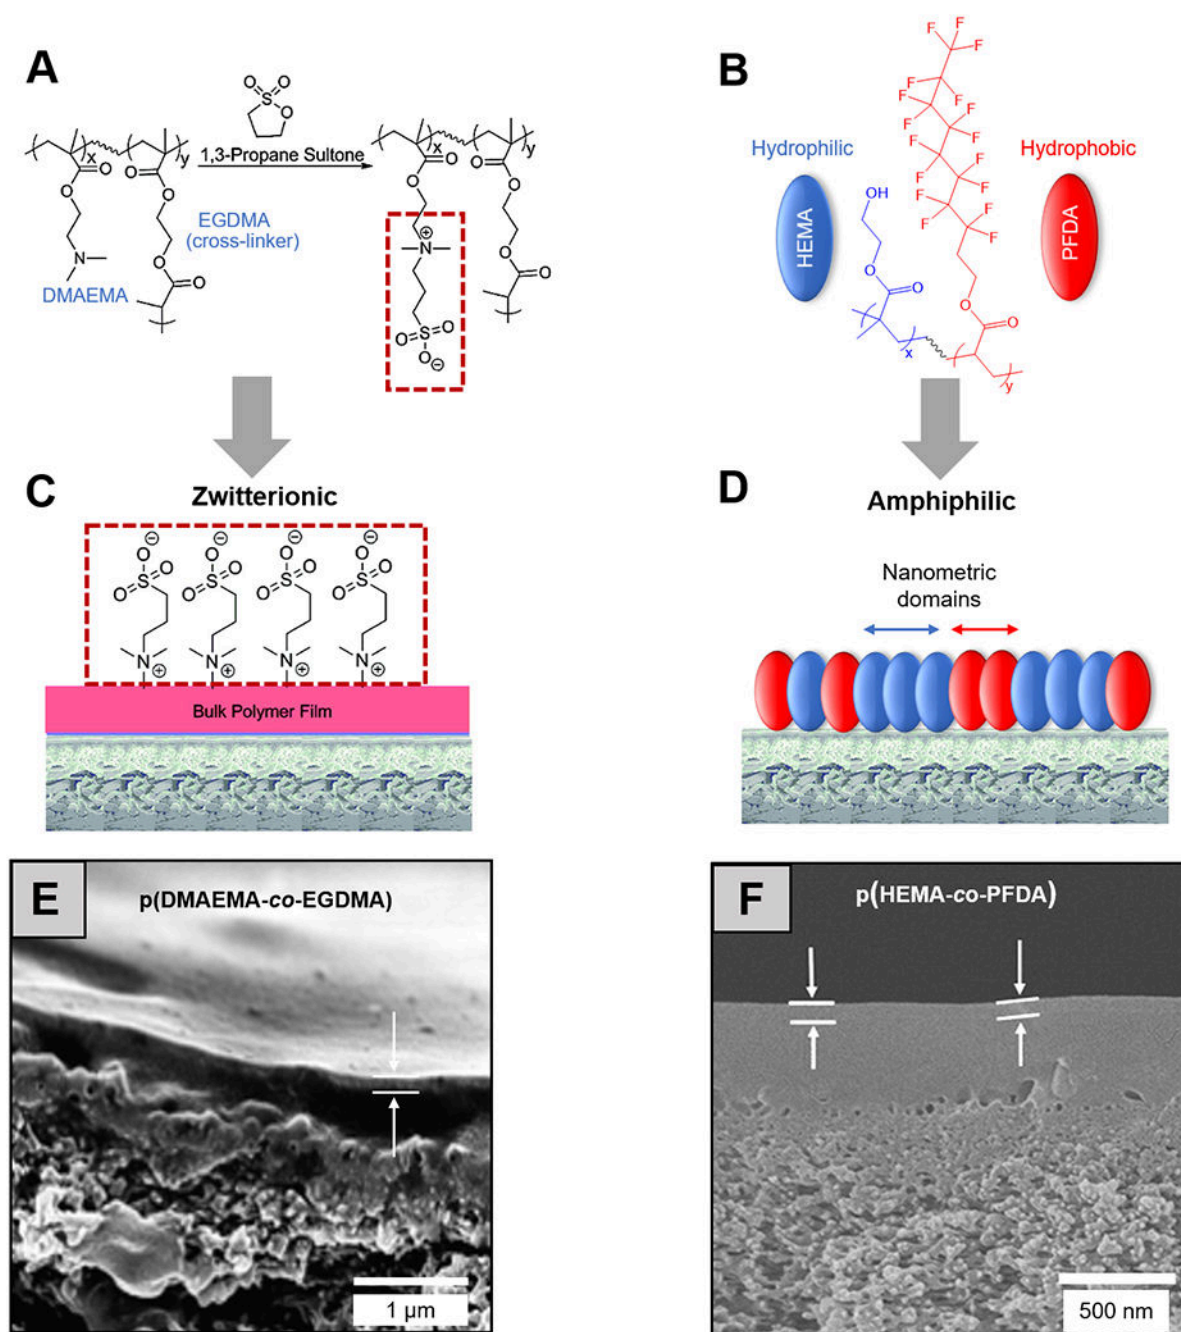 A
1,3-Propane Sultone
EGDMA
(cross-linker)
DMAEMA
B
Hydrophilic
Hydrophobic
HEMA
PFDA
C
Zwitterionic
Bulk Polymer Film
D
Amphiphilic
Nanometric
domains
E
p(DMAEMA-co-EGDMA)
1 µm
F
p(HEMA-co-PFDA)
500 nm